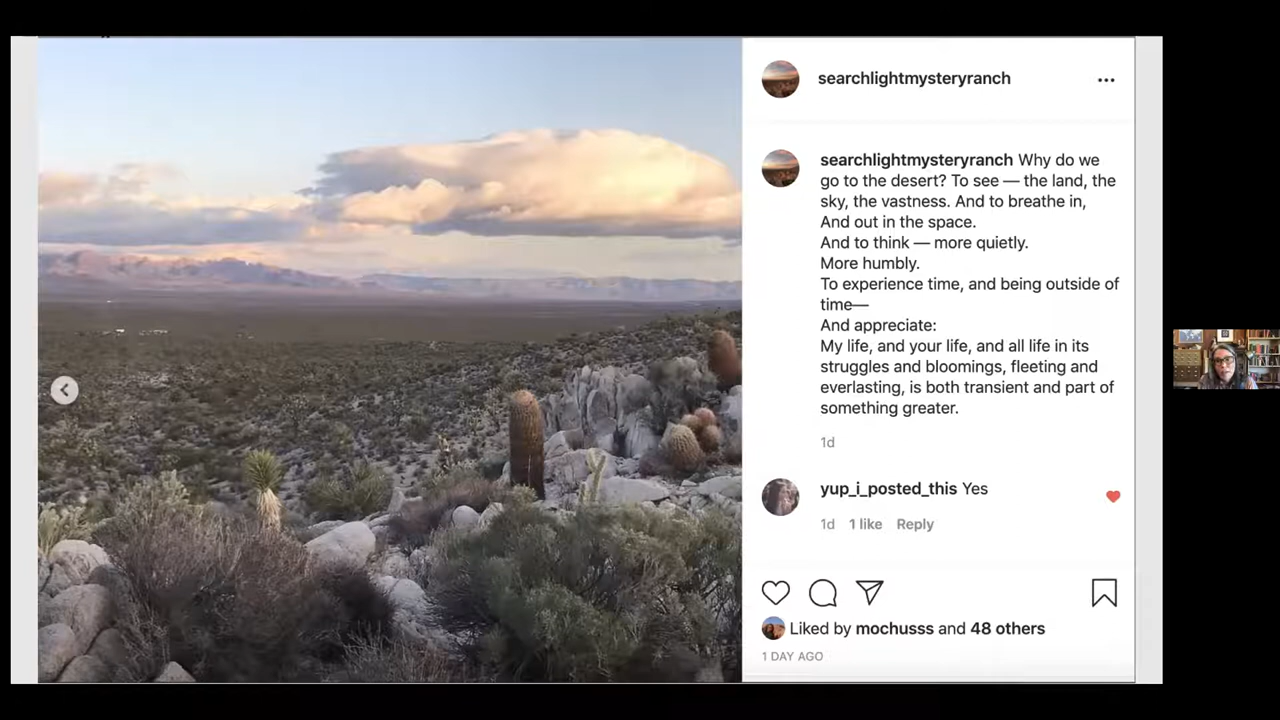 searchlightmysteryranch
searchlightmysteryranch Why do we
go to the desert? To see — the land, the
sky, the vastness. And to breathe in,
And out in the space.
And to think — more quietly.
More humbly.
To experience time, and being outside of
time—
And appreciate:
My life, and your life, and all life in its
struggles and bloomings, fleeting and
everlasting, is both transient and part of
something greater.
1d
yup_i_posted_this Yes
1d 1 like Reply
Liked by mochusss and 48 others
1 DAY AGO